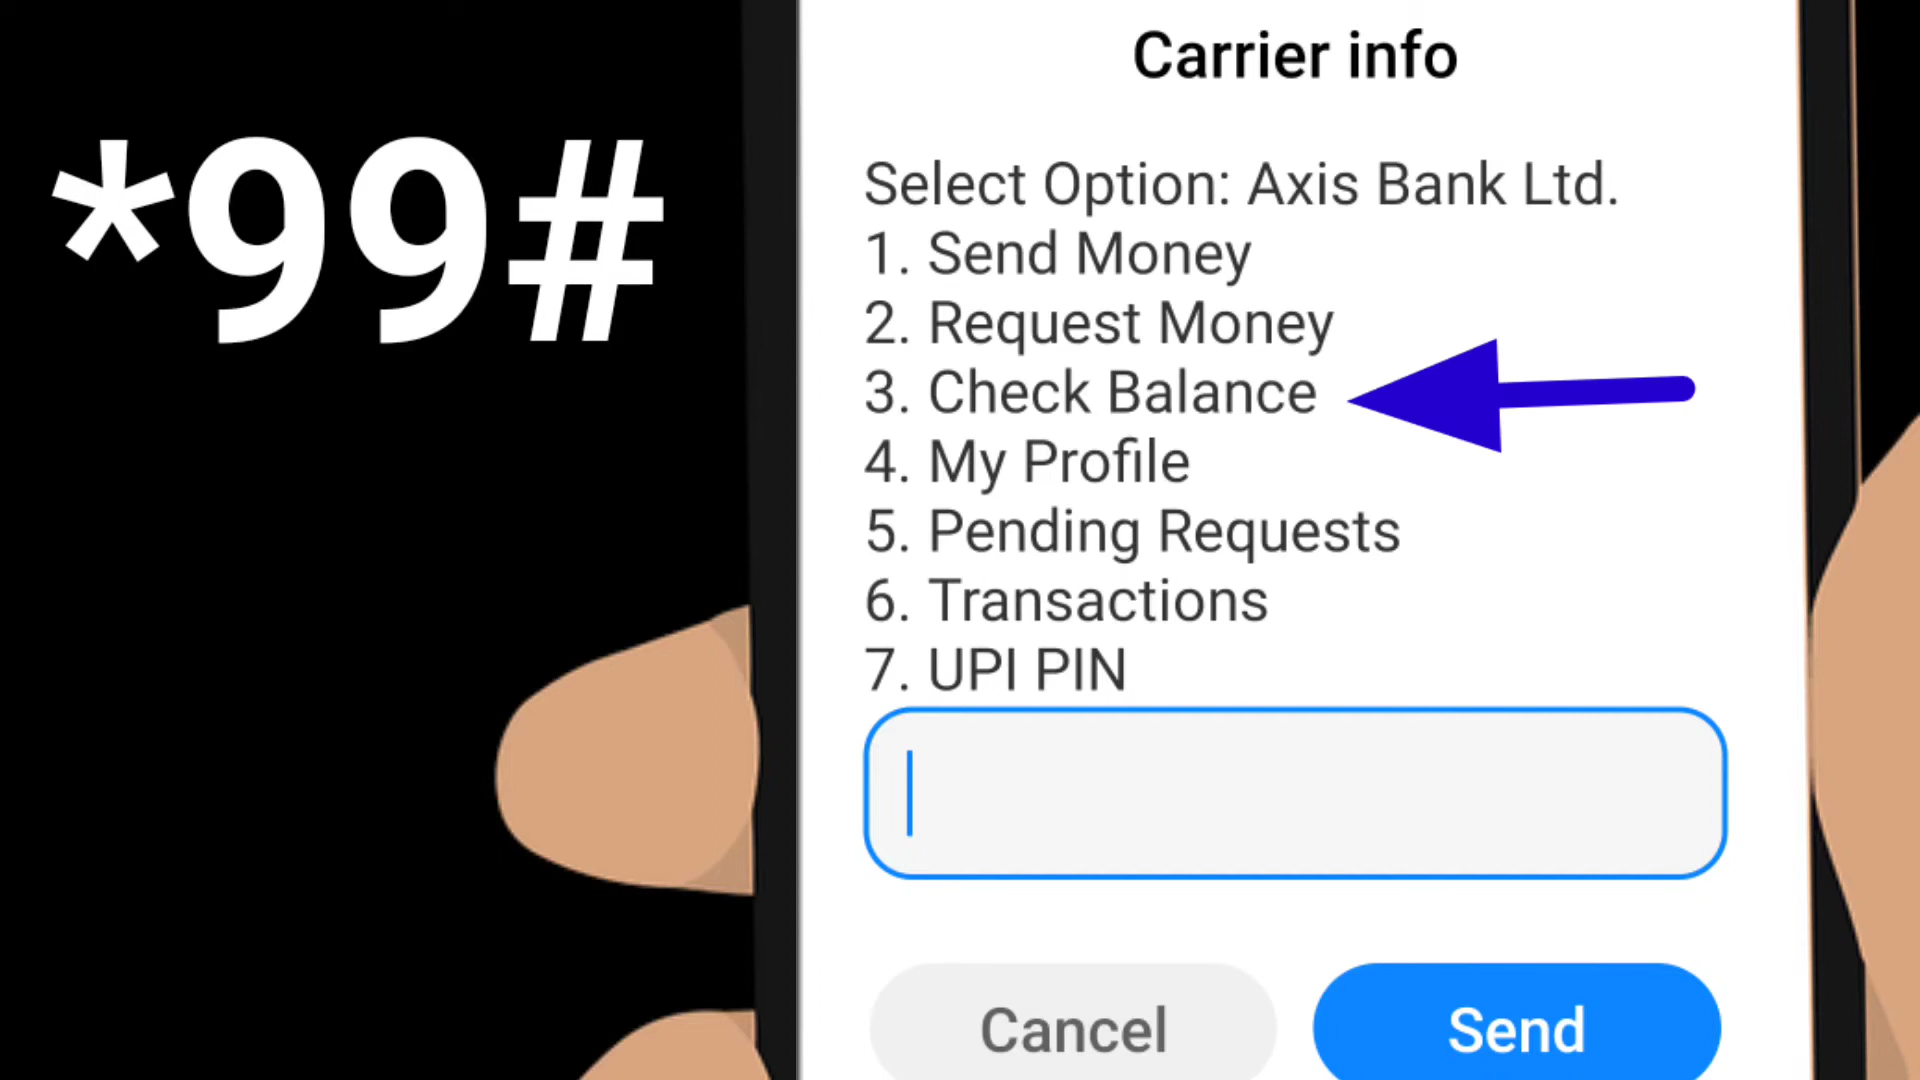 *99#
Carrier info
Select Option: Axis Bank Ltd.
1. Send Money
2. Request Money
3. Check Balance
4. My Profile
5. Pending Requests
6. Transactions
7. UPI PIN
Cancel
Send